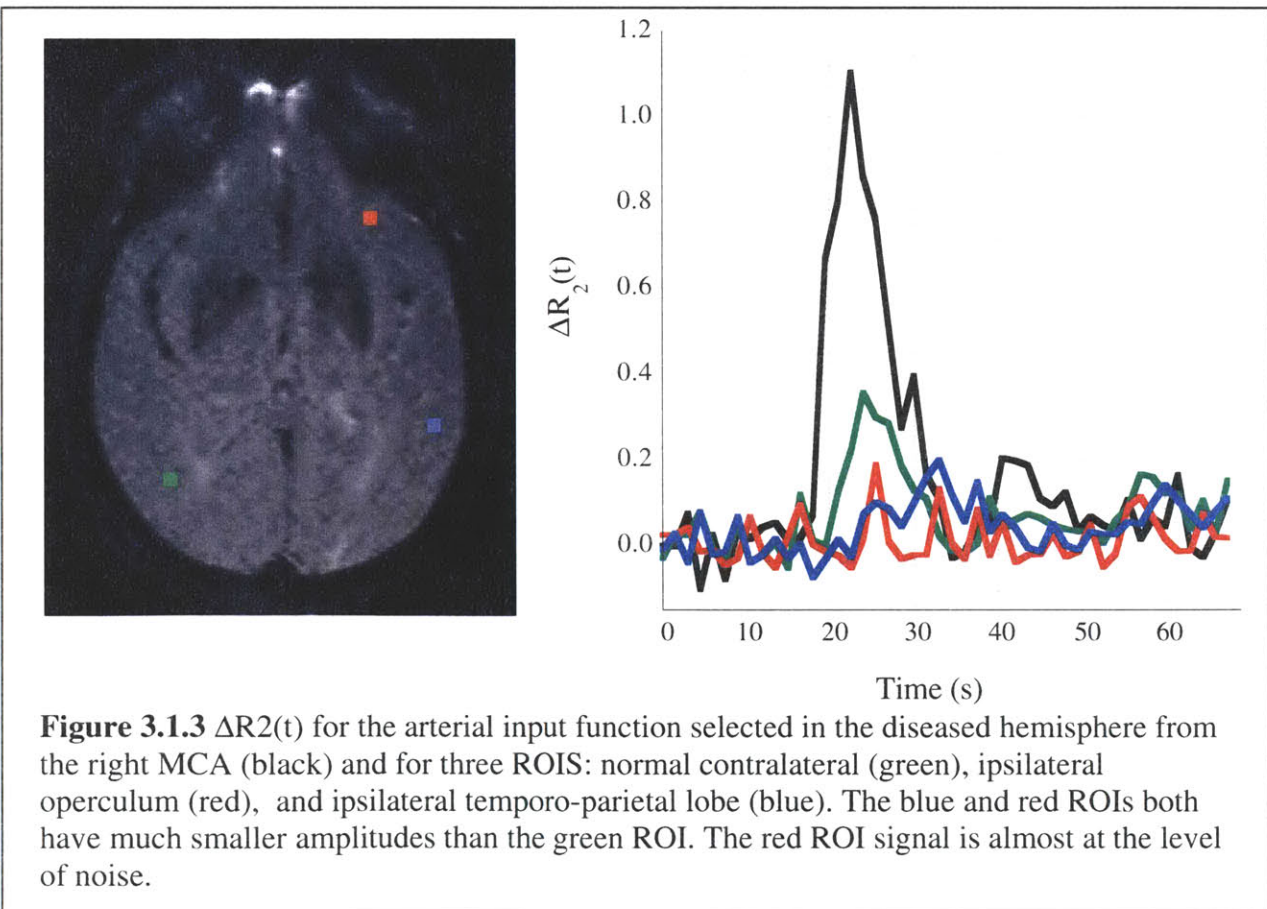 1.2
1.0
0.8
0.6
0.4
0.2
0.0
ΔR₂(t)
0 10 20 30 40 50 60
Time (s)
Figure 3.1.3 ΔR2(t) for the arterial input function selected in the diseased hemisphere from
the right MCA (black) and for three ROIS: normal contralateral (green), ipsilateral
operculum (red), and ipsilateral temporo-parietal lobe (blue). The blue and red ROIs both
have much smaller amplitudes than the green ROI. The red ROI signal is almost at the level
of noise.